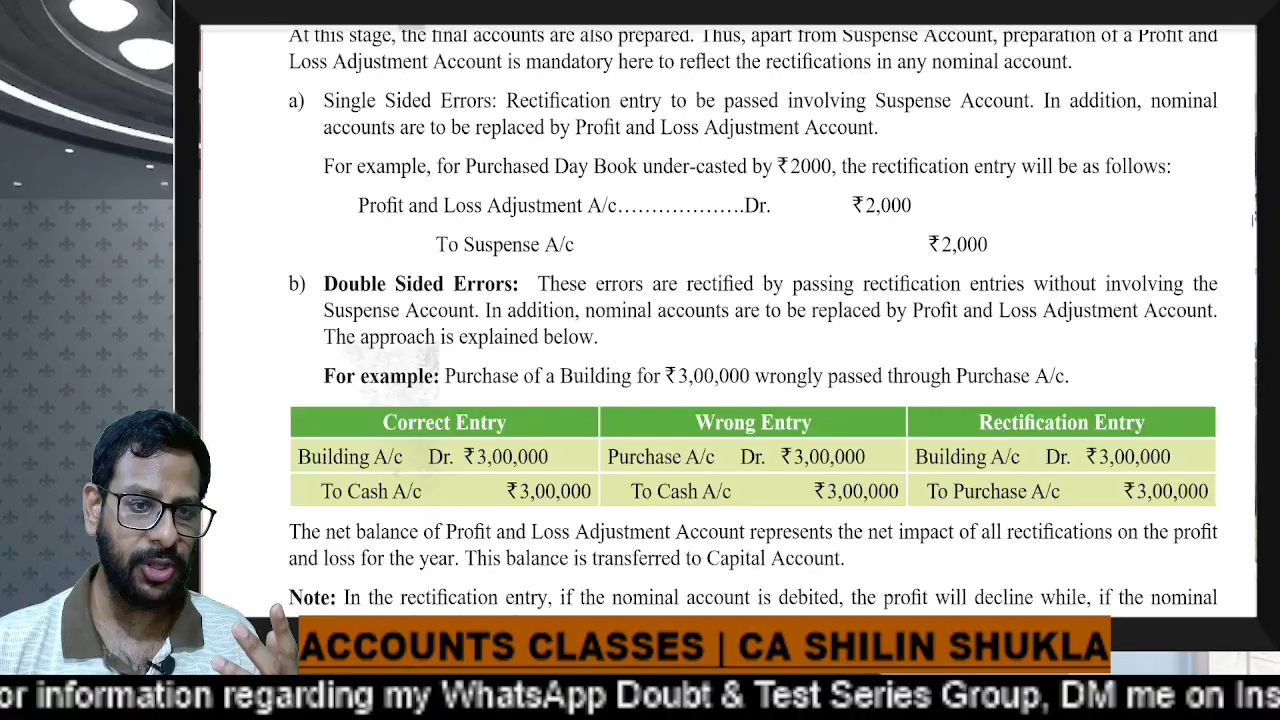 At this stage, the final accounts are also prepared. Thus, apart from Suspense Account, preparation of a Profit and
Loss Adjustment Account is mandatory here to reflect the rectifications in any nominal account.
a) Single Sided Errors: Rectification entry to be passed involving Suspense Account. In addition, nominal
accounts are to be replaced by Profit and Loss Adjustment Account.
For example, for Purchased Day Book under-casted by ₹2000, the rectification entry will be as follows:
Profit and Loss Adjustment A/c...................Dr. ₹2,000
To Suspense A/c ₹2,000
b) Double Sided Errors: These errors are rectified by passing rectification entries without involving the
Suspense Account. In addition, nominal accounts are to be replaced by Profit and Loss Adjustment Account.
The approach is explained below.
For example: Purchase of a Building for ₹3,00,000 wrongly passed through Purchase A/c.
Correct Entry Wrong Entry Rectification Entry
Building A/c Dr. ₹3,00,000 Purchase A/c Dr. ₹3,00,000 Building A/c Dr. ₹3,00,000
To Cash A/c ₹3,00,000 To Cash A/c ₹3,00,000 To Purchase A/c ₹3,00,000
The net balance of Profit and Loss Adjustment Account represents the net impact of all rectifications on the profit
and loss for the year. This balance is transferred to Capital Account.
Note: In the rectification entry, if the nominal account is debited, the profit will decline while, if the nominal
ACCOUNTS CLASSES | CA SHILIN SHUKLA
or information regarding my WhatsApp Doubt & Test Series Group, DM me on Ins